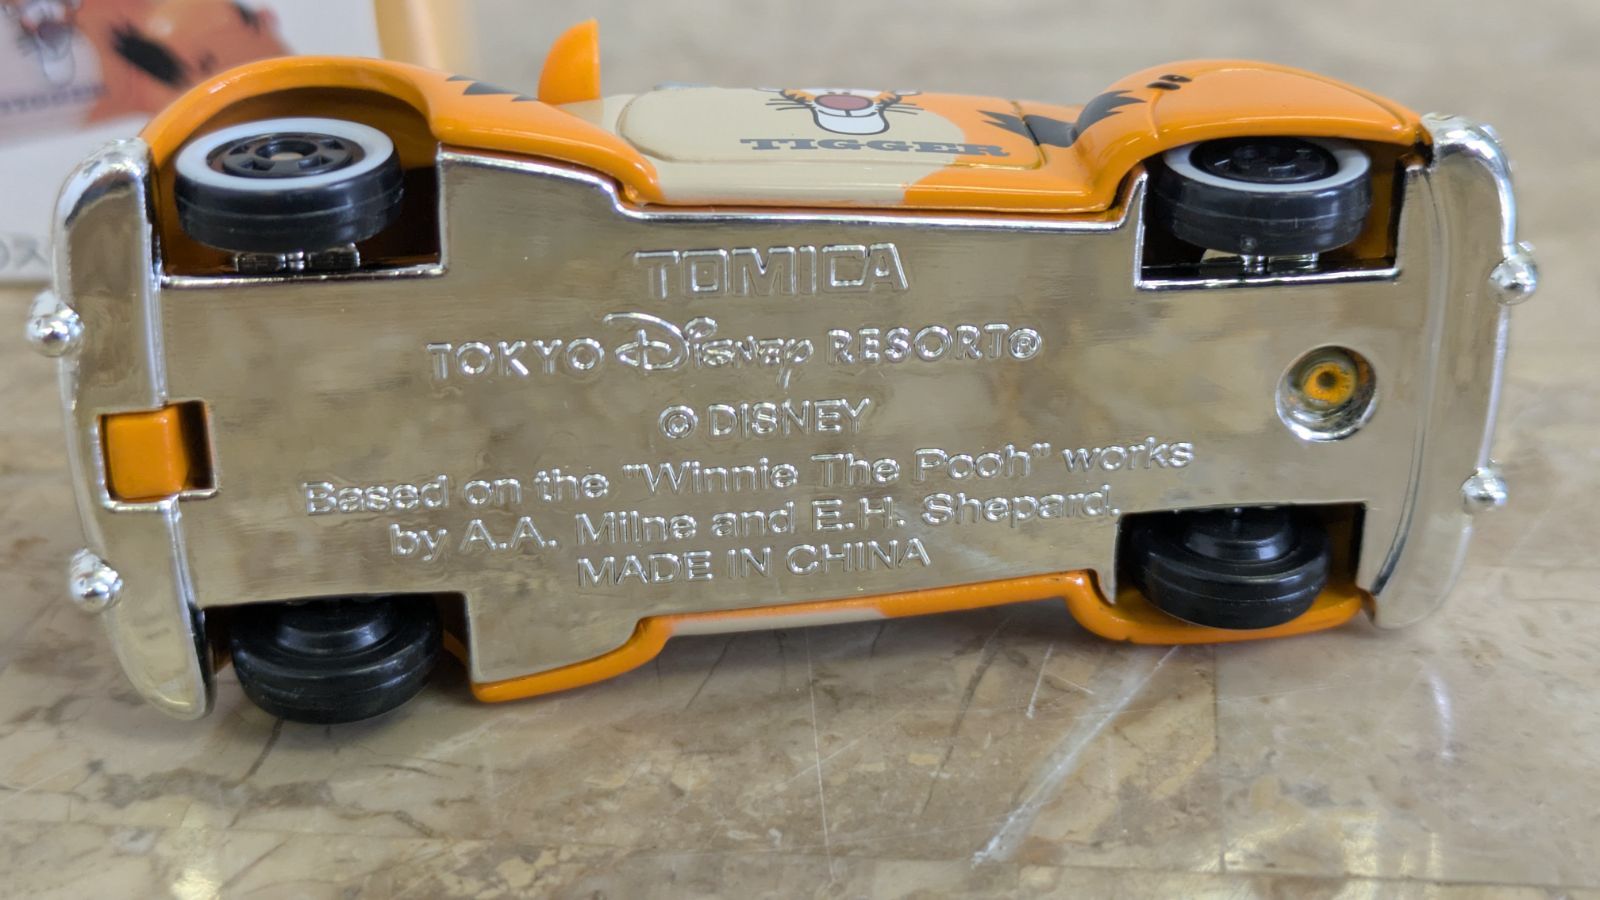 TIGGER
TIGGER
TOMICA
TOKYO Disney RESORT®
© DISNEY
Based on the "Winnie The Pooh" works
by A.A. Milne and E.H. Shepard.
MADE IN CHINA